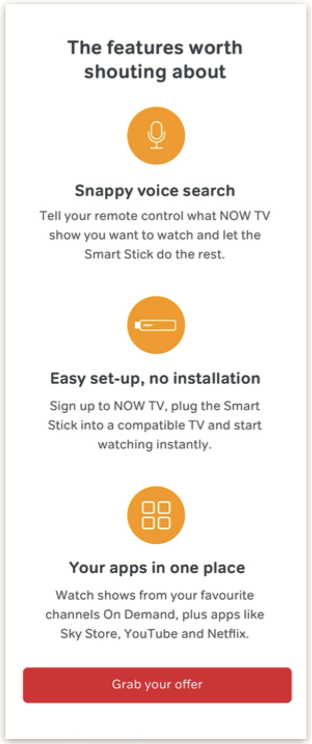 The features worth
shouting about
Snappy voice search
Tell your remote control what NOW TV
show you want to watch and let the
Smart Stick do the rest.
Easy set-up, no installation
Sign up to NOW TV, plug the Smart
Stick into a compatible TV and start
watching instantly.
Your apps in one place
Watch shows from your favourite
channels On Demand, plus apps like
Sky Store, YouTube and Netflix.
Grab your offer